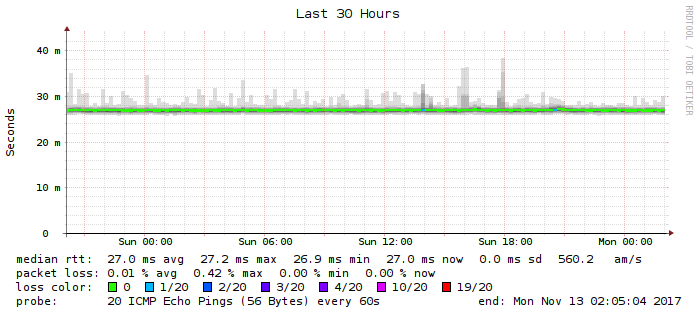 Last 30 Hours
RRDTOOL / TOBI OETIKER
Seconds
40 m
30 m
20 m
10 m
0
Sun 00:00 Sun 06:00 Sun 12:00 Sun 18:00 Mon 00:00
median rtt: 27.0 ms avg 27.2 ms max 26.9 ms min 27.0 ms now 0.0 ms sd 560.2 am/s
packet loss: 0.01 % avg 0.42 % max 0.00 % min 0.00 % now
loss color: 0 1/20 2/20 3/20 4/20 10/20 19/20
probe: 20 ICMP Echo Pings (56 Bytes) every 60s end: Mon Nov 13 02:05:04 2017